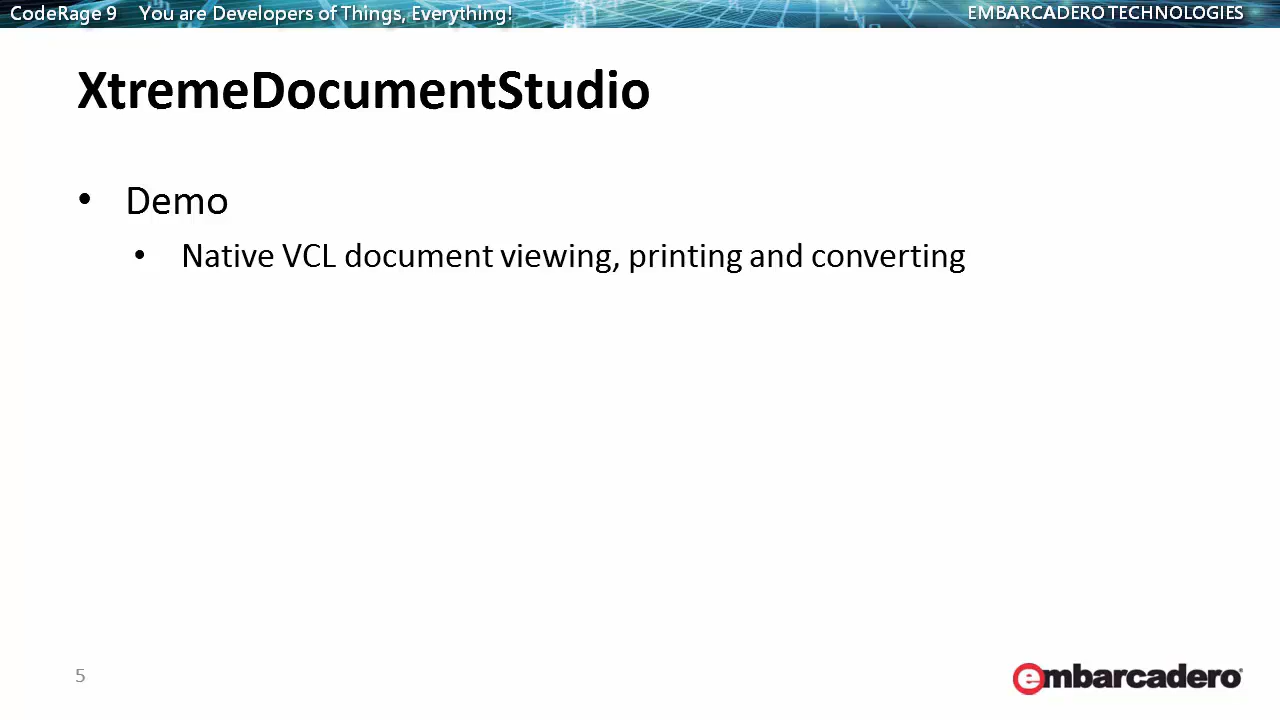 CodeRage 9 You are Developers of Things, Everything!
EMBARCADERO TECHNOLOGIES
XtremeDocumentStudio
• Demo
• Native VCL document viewing, printing and converting
5
embarcadero